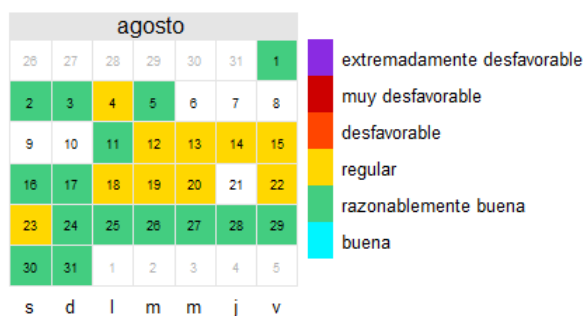 agosto
26 27 28 29 30 31 1
2 3 4 5 6 7 8
9 10 11 12 13 14 15
16 17 18 19 20 21 22
23 24 25 26 27 28 29
30 31 1 2 3 4 5
s d l m m j v
extremadamente desfavorable
muy desfavorable
desfavorable
regular
razonablemente buena
buena